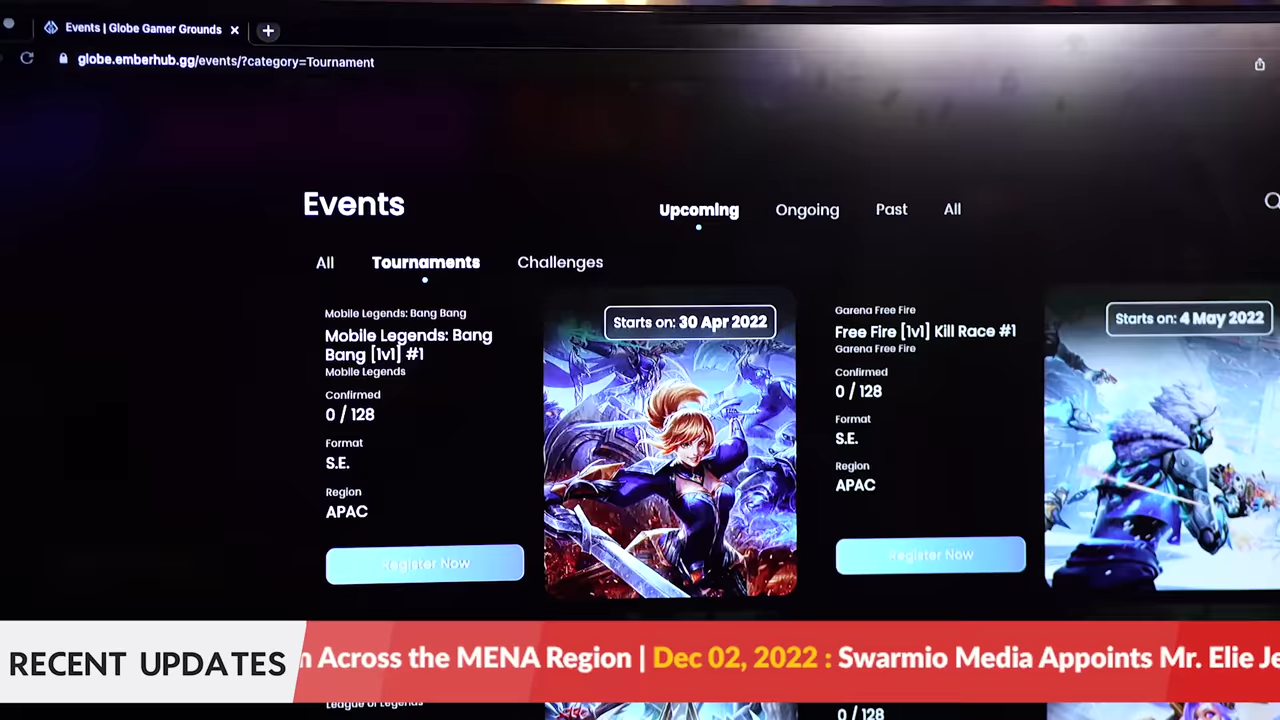 Events | Globe Gamer Grounds
globe.emberhub.gg/events/?category=Tournament
Events
Upcoming
Ongoing
Past
All
All
Tournaments
Challenges
Mobile Legends: Bang Bang
Mobile Legends: Bang
Bang [1v1] #1
Mobile Legends
Confirmed
0 / 128
Format
S.E.
Region
APAC
Register Now
Starts on: 30 Apr 2022
Garena Free Fire
Free Fire [1v1] Kill Race #1
Garena Free Fire
Confirmed
0 / 128
Format
S.E.
Region
APAC
Register Now
Starts on: 4 May 2022
RECENT UPDATES
Across the MENA Region | Dec 02, 2022 : Swarmio Media Appoints Mr. Elie
League of Legends
0 / 128